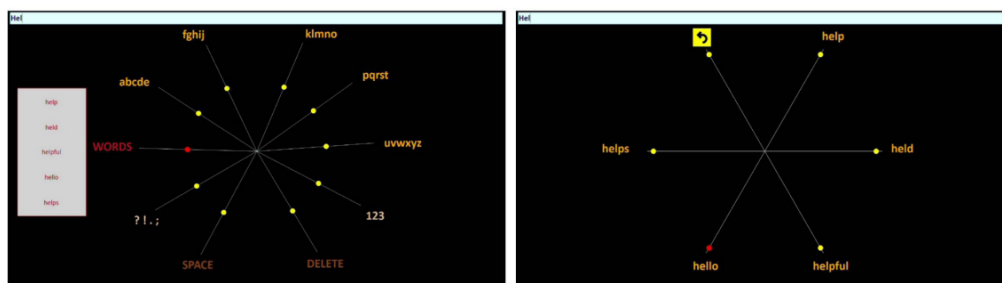 Hel
fghij
klmno
abcde
pqrst
help
held
helpful
hello
helps
WORDS
uvwxyz
? ! . ;
123
SPACE
DELETE
Hel
help
helps
held
hello
helpful